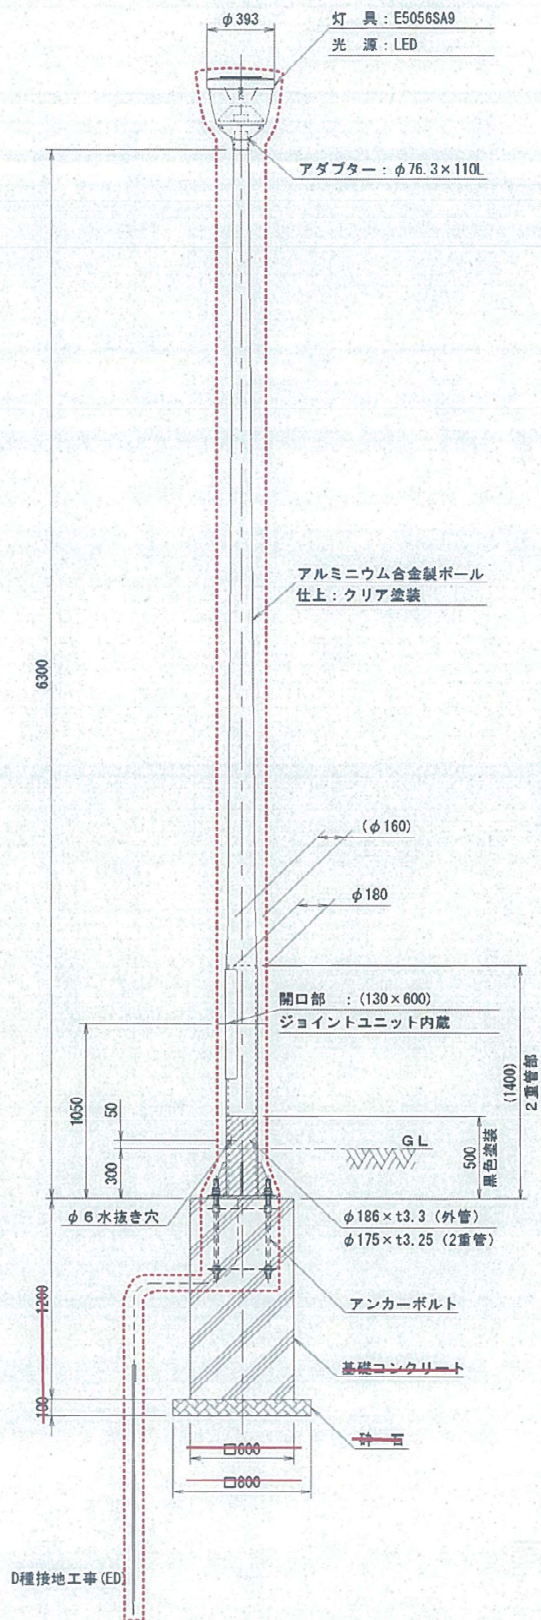 φ393
灯 具：E5056SA9
光 源：LED
アダプター：φ76.3×110L
6300
アルミニウム合金製ポール
仕上：クリア塗装
(φ160)
φ180
開口部 ：(130×600)
ジョイントユニット内蔵
1050
50
300
GL
500
黒色塗装
(1400)
2重管部
φ6水抜き穴
φ186×t3.3 (外管)
φ175×t3.25 (2重管)
アンカーボルト
1200
基礎コンクリート
100
砕 石
□600
□800
D種接地工事(ED)